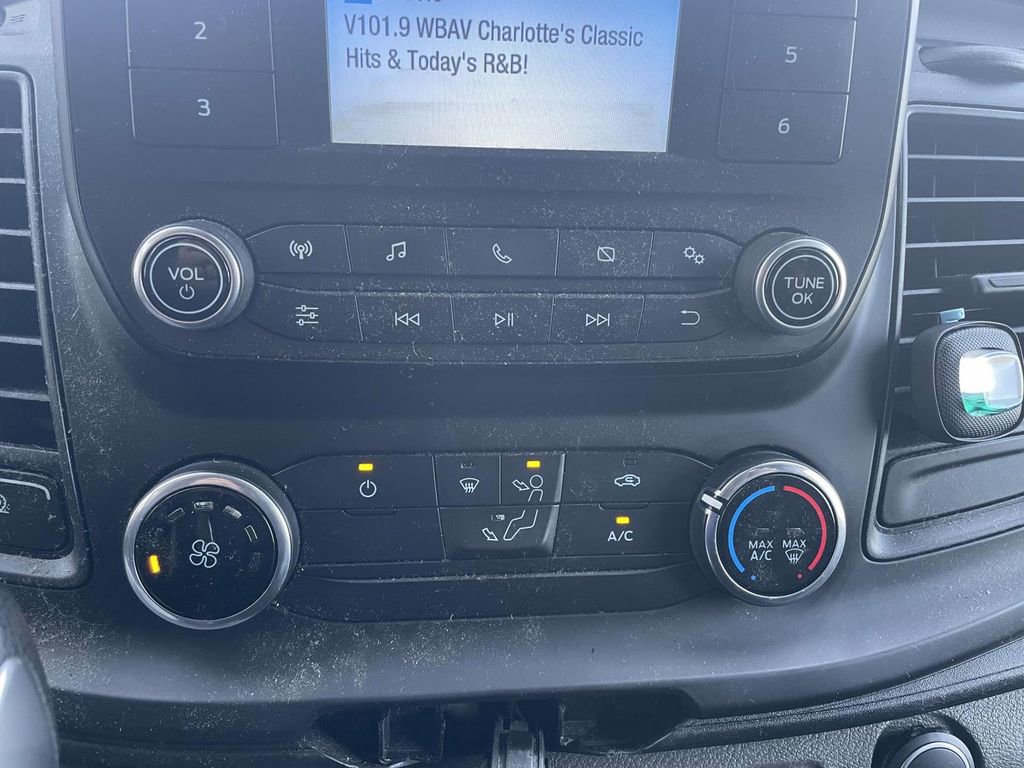 2
3
V101.9 WBAV Charlotte's Classic
Hits & Today's R&B!
5
6
VOL
TUNE
OK
A/C
MAX
A/C
MAX